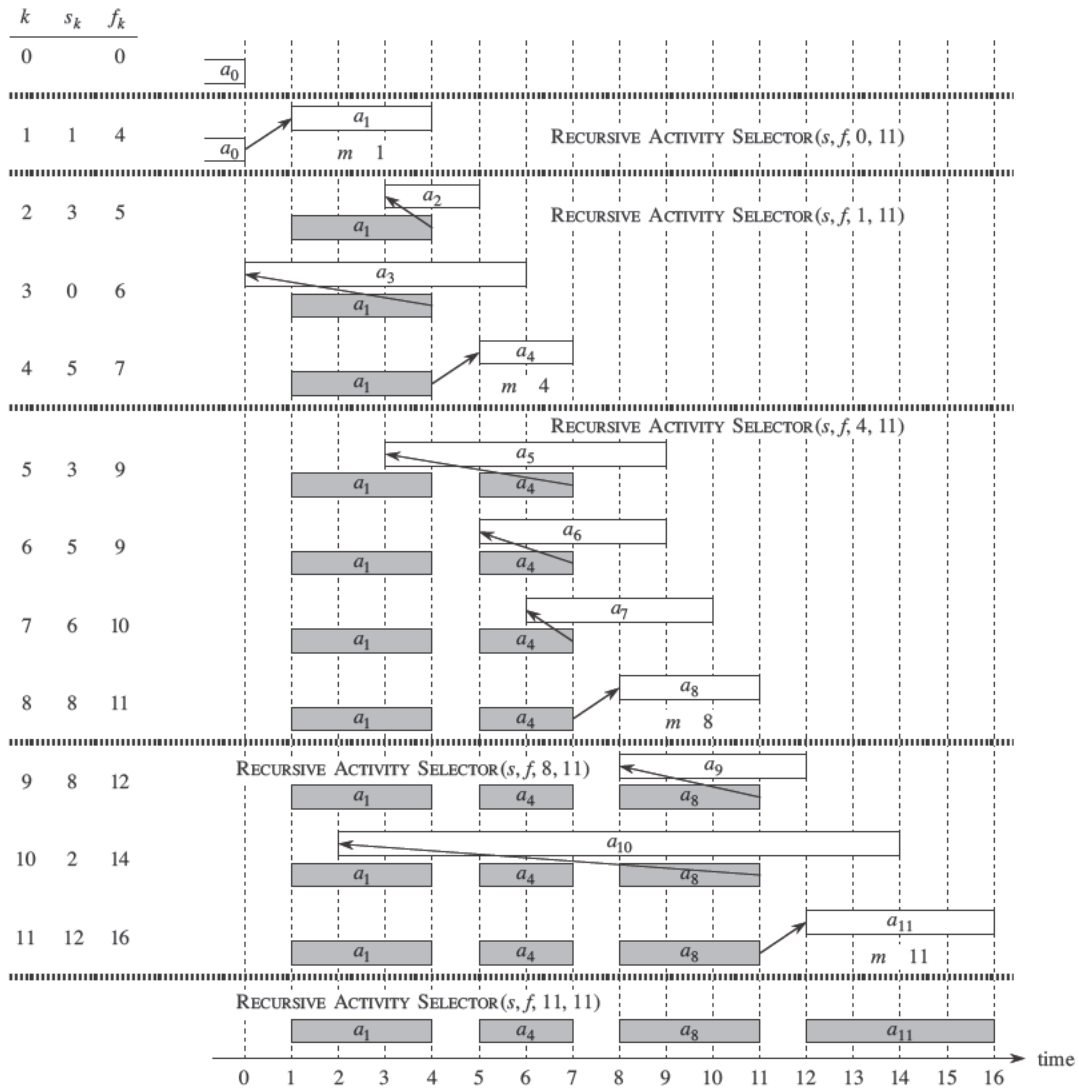 k s_k f_k
0 0
a_0
1 1 4
a_1
a_0
m 1
RECURSIVE ACTIVITY SELECTOR(s, f, 0, 11)
2 3 5
a_2
a_1
RECURSIVE ACTIVITY SELECTOR(s, f, 1, 11)
3 0 6
a_3
a_1
4 5 7
a_4
a_1
m 4
RECURSIVE ACTIVITY SELECTOR(s, f, 4, 11)
5 3 9
a_5
a_1 a_4
6 5 9
a_6
a_1 a_4
7 6 10
a_7
a_1 a_4
8 8 11
a_8
a_1 a_4
m 8
RECURSIVE ACTIVITY SELECTOR(s, f, 8, 11)
9 8 12
a_9
a_1 a_4 a_8
10 2 14
a_10
a_1 a_4 a_8
11 12 16
a_11
a_1 a_4 a_8
m 11
RECURSIVE ACTIVITY SELECTOR(s, f, 11, 11)
a_1 a_4 a_8 a_11
time
0 1 2 3 4 5 6 7 8 9 10 11 12 13 14 15 16